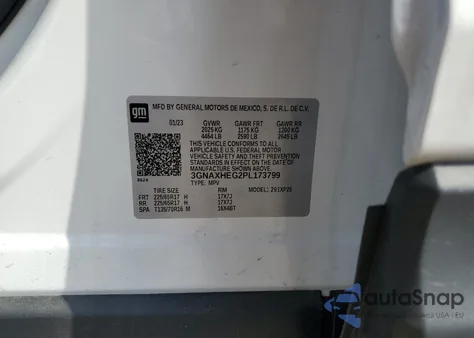 gm
MFD BY GENERAL MOTORS DE MEXICO, S. DE R.L. DE C.V.
01/23 GVWR GAWR FRT GAWR RR
2025 KG 1175 KG 1200 KG
4464 LB 2590 LB 2645 LB
THIS VEHICLE CONFORMS TO ALL
APPLICABLE U.S. FEDERAL MOTOR
VEHICLE SAFETY, BUMPER, AND
THEFT PREVENTION STANDARDS IN
EFFECT ON THE DATE OF
MANUFACTURE SHOWN ABOVE.
3GNAXHEG2PL173799
TYPE: MPV
TIRE SIZE RIM MODEL:
FRT 225/65R17 H 17X7J
RR 225/65R17 H 17X7J
SPA T135/70R16 M 16X4BT
autoSnap
USA - EU